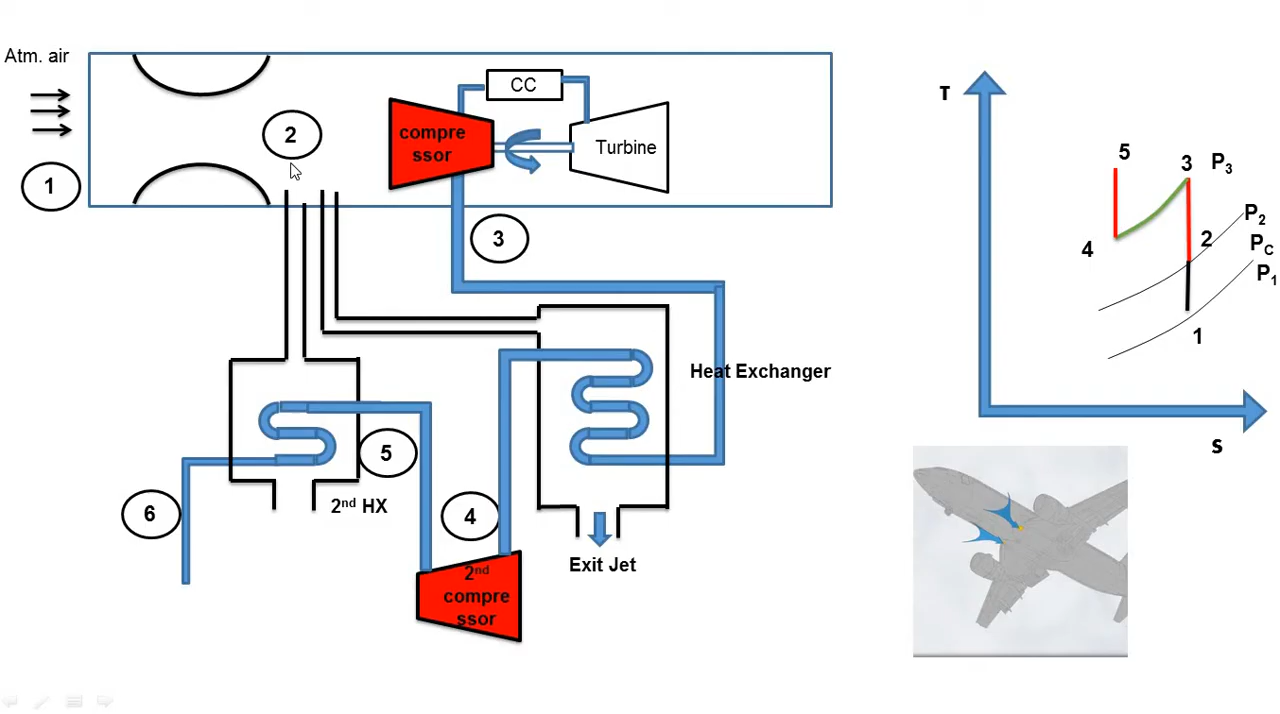 Atm. air
1
2
compre
ssor
CC
Turbine
3
Heat Exchanger
Exit Jet
4
2nd
compre
ssor
5
2nd HX
6
T
5
3
P3
4
2
P2
PC
P1
1
S